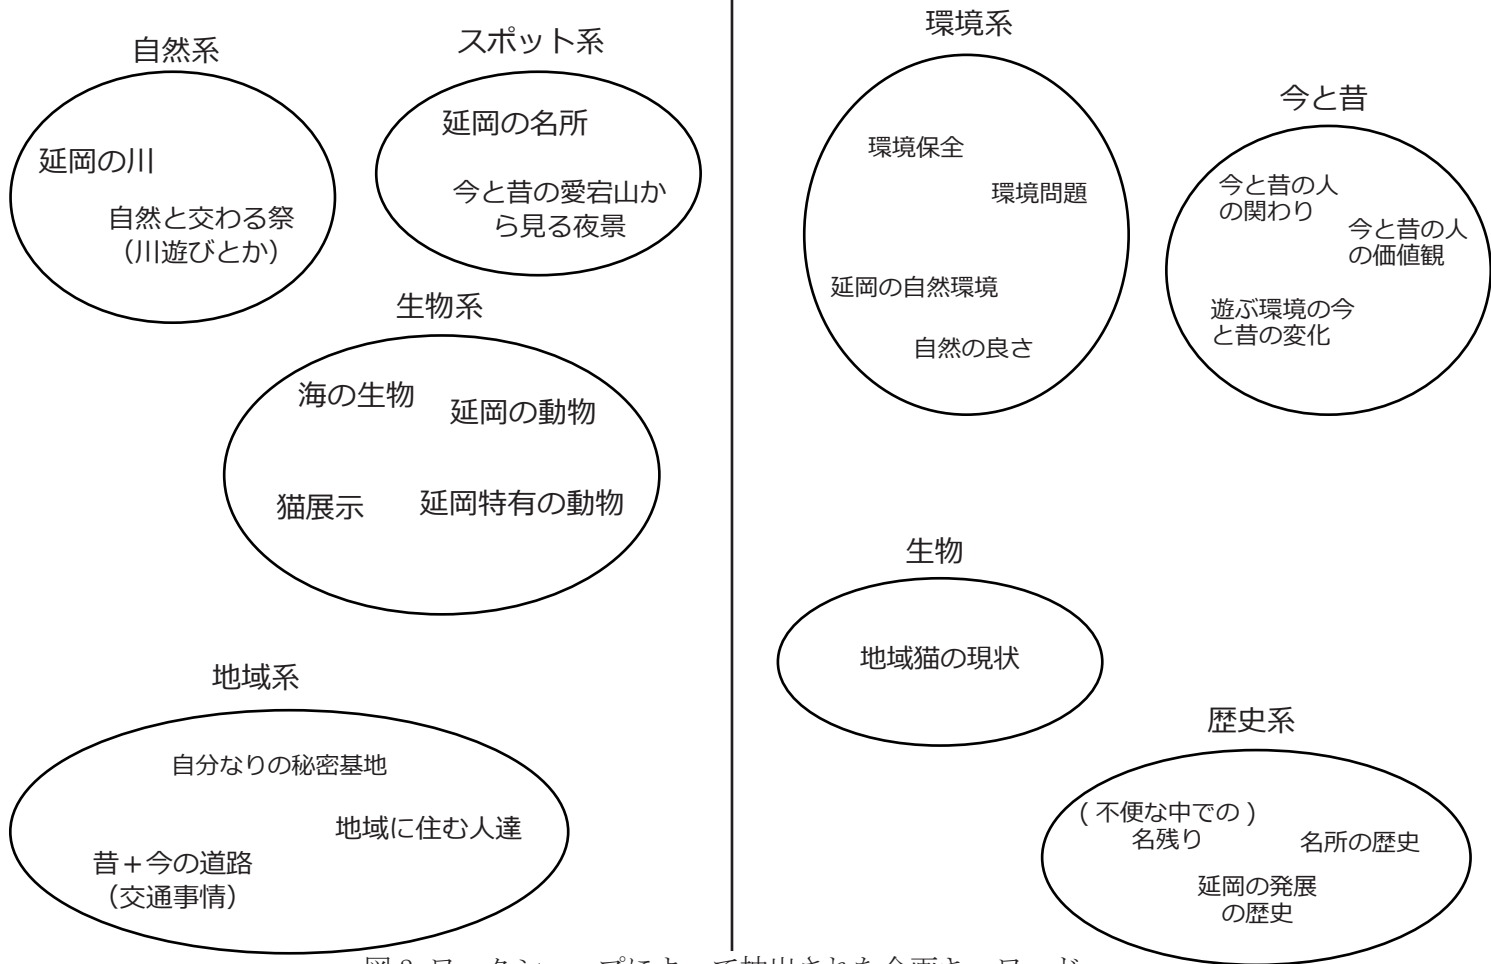 自然系
延岡の川
自然と交わる祭
（川遊びとか）
スポット系
延岡の名所
今と昔の愛宕山か
ら見る夜景
生物系
海の生物
延岡の動物
猫展示
延岡特有の動物
地域系
自分なりの秘密基地
地域に住む人達
昔＋今の道路
（交通事情）
環境系
環境保全
環境問題
延岡の自然環境
自然の良さ
今と昔
今と昔の人
の関わり
今と昔の人
の価値観
遊ぶ環境の今
と昔の変化
生物
地域猫の現状
歴史系
( 不便な中での )
名残り
名所の歴史
延岡の発展
の歴史